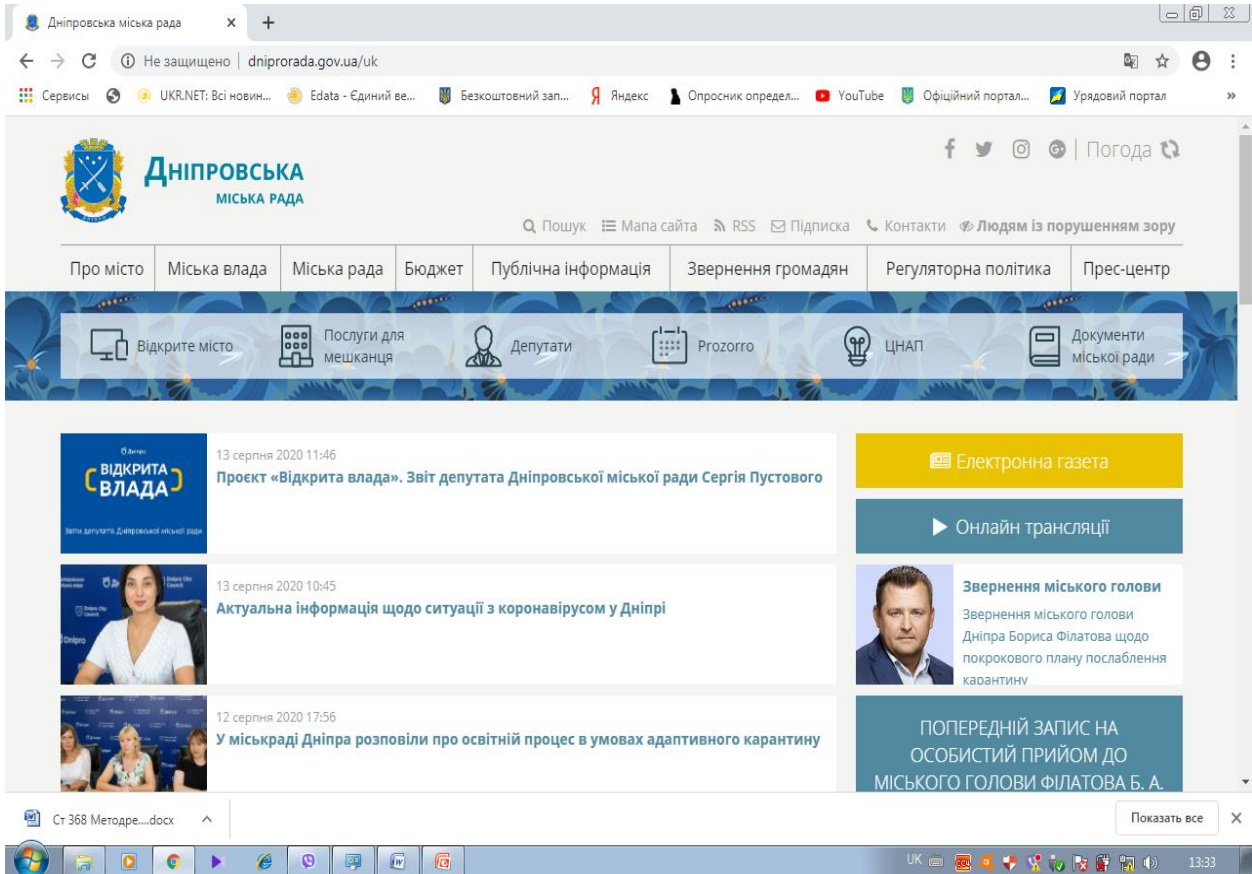 Дніпровська міська рада
Не защищено | dniprorada.gov.ua/uk
Сервисы UKR.NET: Всі новин... Edata - Єдиний ве... Безкоштовний зап... Яндекс Опросник определ... YouTube Офіційний портал... Урядовий портал »
Погода
ДНІПРОВСЬКА
МІСЬКА РАДА
Пошук Мапа сайта RSS Підписка Контакти Людям із порушенням зору
Про місто Міська влада Міська рада Бюджет Публічна інформація Звернення громадян Регуляторна політика Прес-центр
Відкрите місто
Послуги для
мешканця
Депутати
Prozorro
ЦНАП
Документи
міської ради
Дніпро
ВІДКРИТА
ВЛАДА
Звіти депутатів Дніпровської міської ради
13 серпня 2020 11:46
Проєкт «Відкрита влада». Звіт депутата Дніпровської міської ради Сергія Пустового
13 серпня 2020 10:45
Актуальна інформація щодо ситуації з коронавірусом у Дніпрі
12 серпня 2020 17:56
У міськраді Дніпра розповіли про освітній процес в умовах адаптивного карантину
Електронна газета
Онлайн трансляції
Звернення міського голови
Звернення міського голови
Дніпра Бориса Філатова щодо
покрокового плану послаблення
карантину
ПОПЕРЕДНІЙ ЗАПИС НА
ОСОБИСТИЙ ПРИЙОМ ДО
МІСЬКОГО ГОЛОВИ ФІЛАТОВА Б. А.
Ст 368 Методре....docx
Показать все
UK 13:33